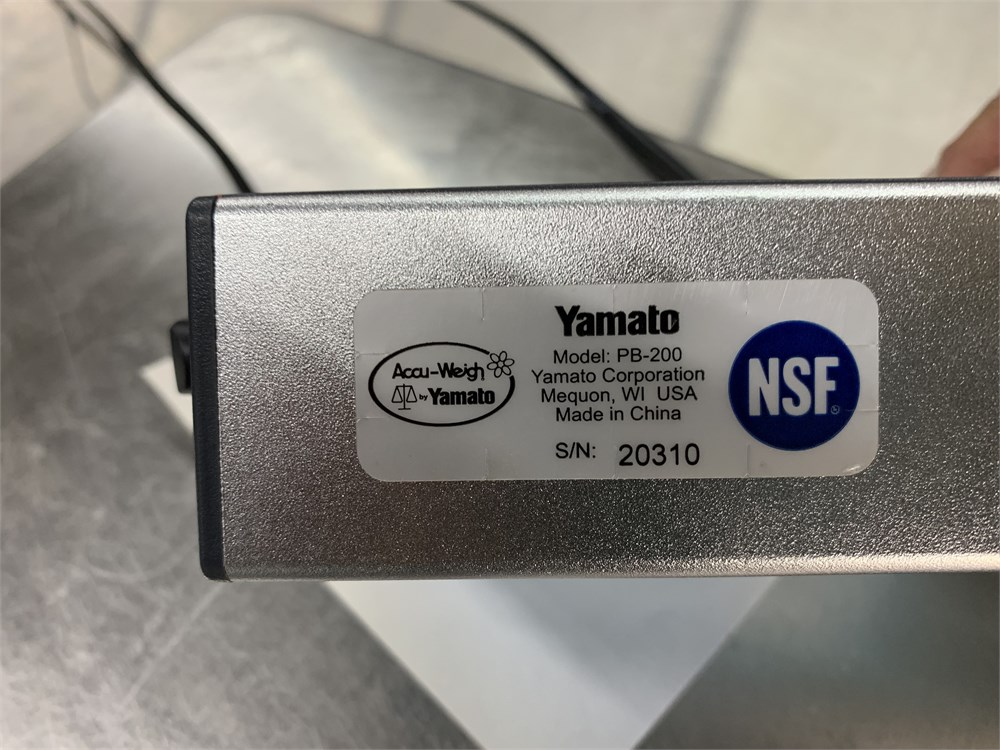 Accu-Weigh
by Yamato
Yamato
Model: PB-200
Yamato Corporation
Mequon, WI USA
Made in China
S/N: 20310
NSF®